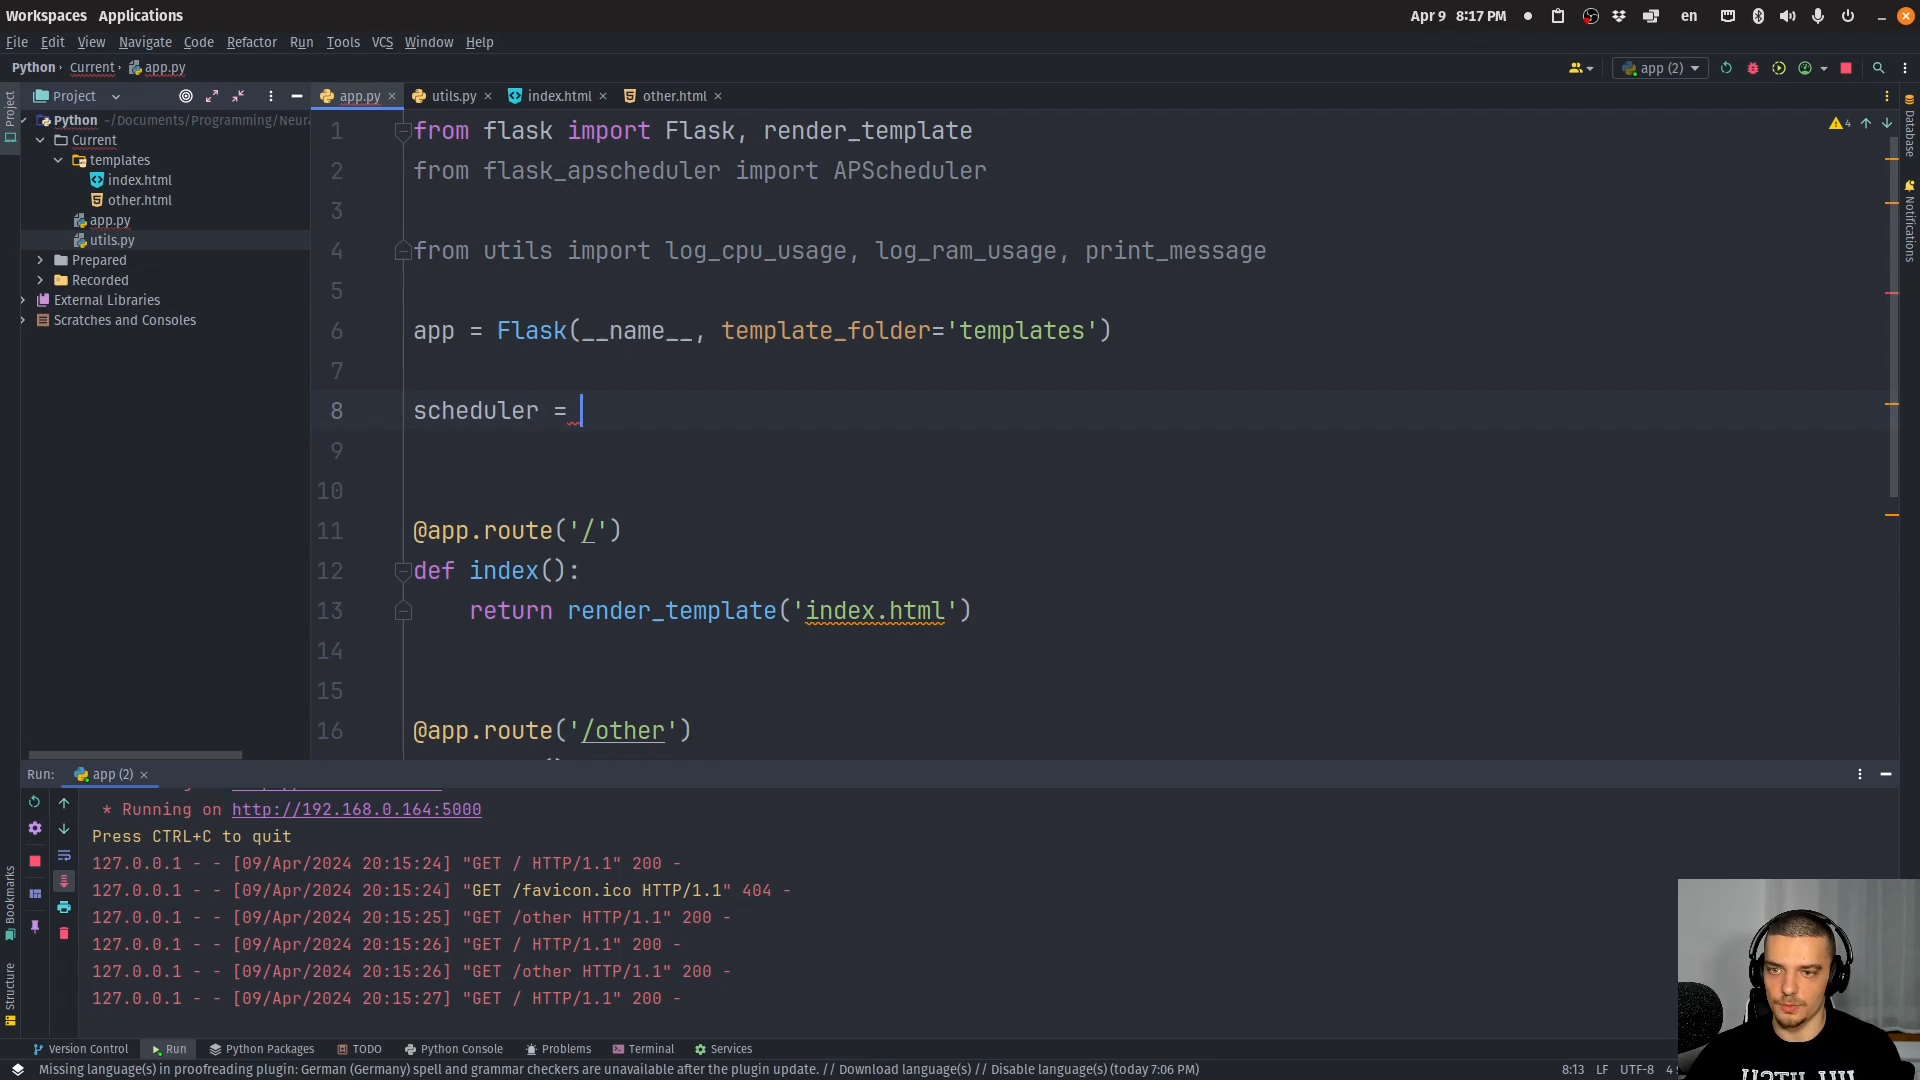 Workspaces Applications
Apr 9 8:17 PM
en
File Edit View Navigate Code Refactor Run Tools VCS Window Help
Python › Current › app.py
app (2)
Project
app.py
utils.py
index.html
other.html
Python ~/Documents/Programming/Neura
Current
templates
index.html
other.html
app.py
utils.py
Prepared
Recorded
External Libraries
Scratches and Consoles
Project
Database
Notifications
4
1 from flask import Flask, render_template
2 from flask_apscheduler import APScheduler
3
4 from utils import log_cpu_usage, log_ram_usage, print_message
5
6 app = Flask(__name__, template_folder='templates')
7
8 scheduler =
9
10
11 @app.route('/')
12 def index():
13 return render_template('index.html')
14
15
16 @app.route('/other')
Run: app (2)
* Running on http://192.168.0.164:5000
Press CTRL+C to quit
127.0.0.1 - - [09/Apr/2024 20:15:24] "GET / HTTP/1.1" 200 -
127.0.0.1 - - [09/Apr/2024 20:15:24] "GET /favicon.ico HTTP/1.1" 404 -
127.0.0.1 - - [09/Apr/2024 20:15:25] "GET /other HTTP/1.1" 200 -
127.0.0.1 - - [09/Apr/2024 20:15:26] "GET / HTTP/1.1" 200 -
127.0.0.1 - - [09/Apr/2024 20:15:26] "GET /other HTTP/1.1" 200 -
127.0.0.1 - - [09/Apr/2024 20:15:27] "GET / HTTP/1.1" 200 -
Bookmarks
Structure
Version Control Run Python Packages TODO Python Console Problems Terminal Services
Missing language(s) in proofreading plugin: German (Germany) spell and grammar checkers are unavailable after the plugin update. // Download language(s) // Disable language(s) (today 7:06 PM)
8:13 LF UTF-8 4